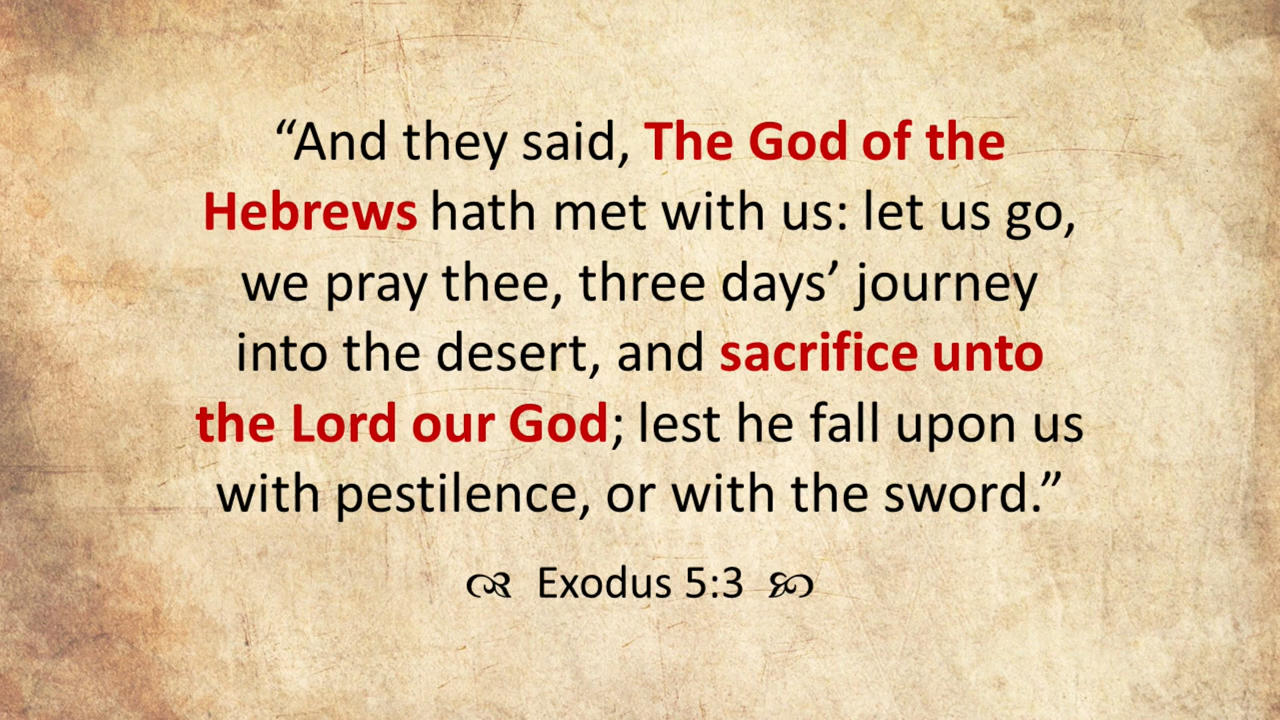 “And they said, The God of the
Hebrews hath met with us: let us go,
we pray thee, three days’ journey
into the desert, and sacrifice unto
the Lord our God; lest he fall upon us
with pestilence, or with the sword.”
Exodus 5:3